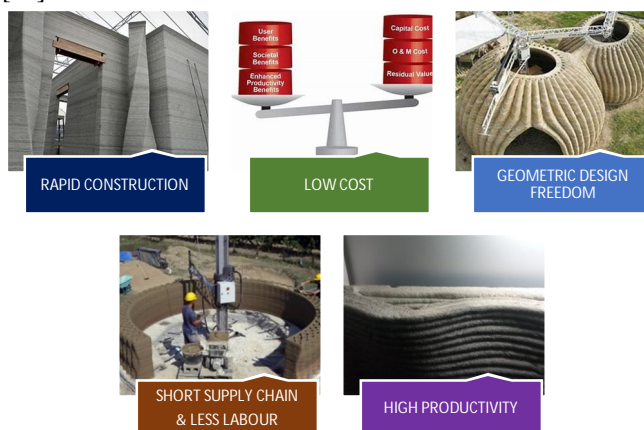 User
Benefits
Societal
Benefits
Enhanced
Productivity
Benefits
Capital Cost
O & M Cost
Residual Value
RAPID CONSTRUCTION
LOW COST
GEOMETRIC DESIGN
FREEDOM
SHORT SUPPLY CHAIN
& LESS LABOUR
HIGH PRODUCTIVITY